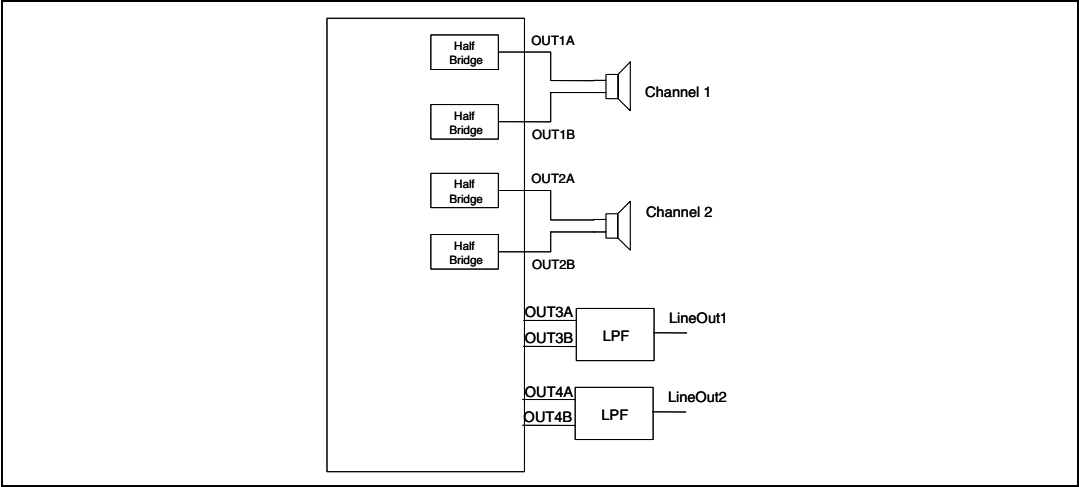 Half
Bridge
OUT1A
Channel 1
Half
Bridge
OUT1B
Half
Bridge
OUT2A
Channel 2
Half
Bridge
OUT2B
OUT3A
OUT3B
LPF
LineOut1
OUT4A
OUT4B
LPF
LineOut2